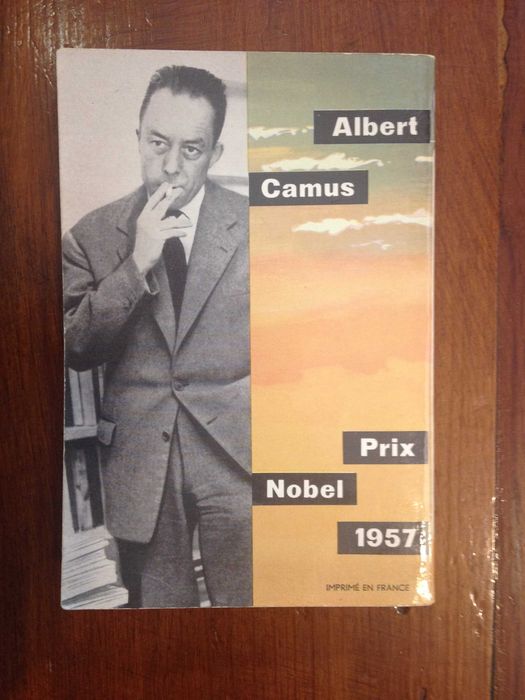 Albert
Camus
Prix
Nobel
1957
IMPRIMÉ EN FRANCE